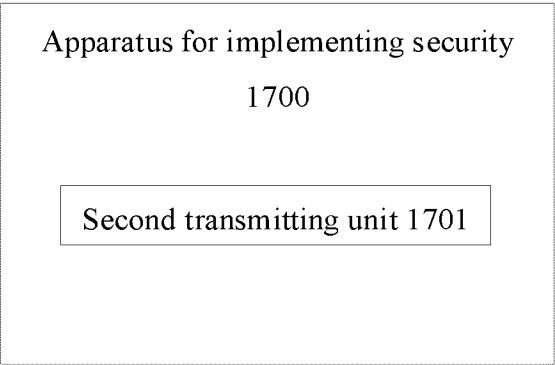 Apparatus for implementing security
1700
Second transmitting unit 1701